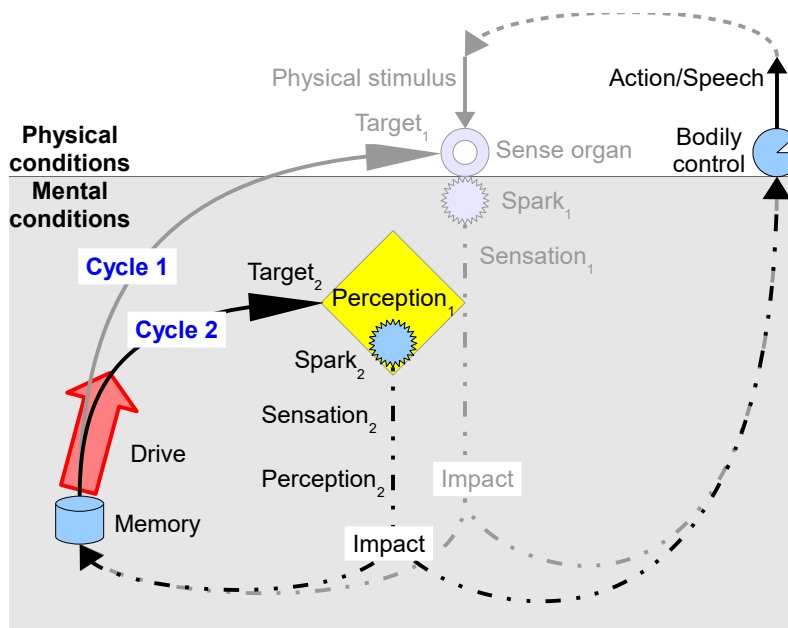 Physical stimulus
Action/Speech
Target1
Physical
conditions
Sense organ
Bodily
control
Mental
conditions
Spark1
Sensation1
Cycle 1
Target2
Perception1
Cycle 2
Spark2
Sensation2
Drive
Perception2
Impact
Memory
Impact